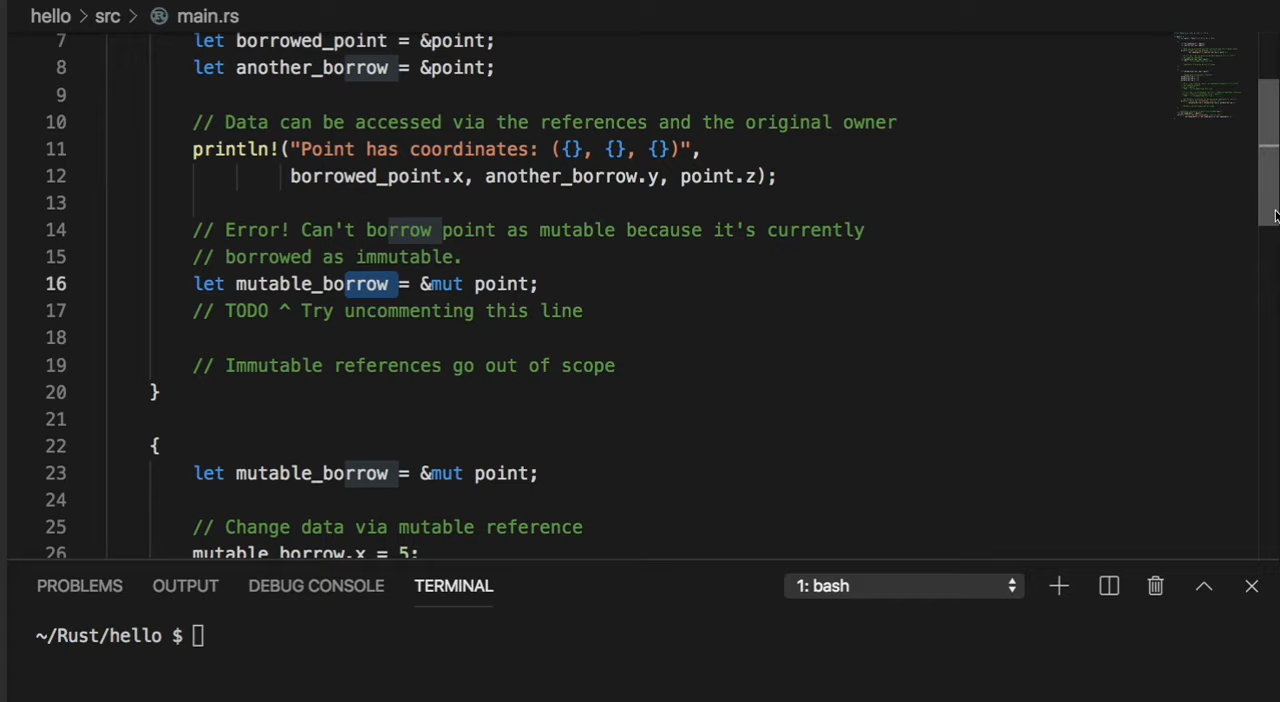 hello > src > main.rs
7 let borrowed_point = &point;
8 let another_borrow = &point;
9
10 // Data can be accessed via the references and the original owner
11 println!("Point has coordinates: ({}, {}, {})",
12 borrowed_point.x, another_borrow.y, point.z);
13
14 // Error! Can't borrow point as mutable because it's currently
15 // borrowed as immutable.
16 let mutable_borrow = &mut point;
17 // TODO ^ Try uncommenting this line
18
19 // Immutable references go out of scope
20 }
21
22 {
23 let mutable_borrow = &mut point;
24
25 // Change data via mutable reference
26 mutable_borrow.x = 5;
PROBLEMS OUTPUT DEBUG CONSOLE TERMINAL 1: bash
~/Rust/hello $